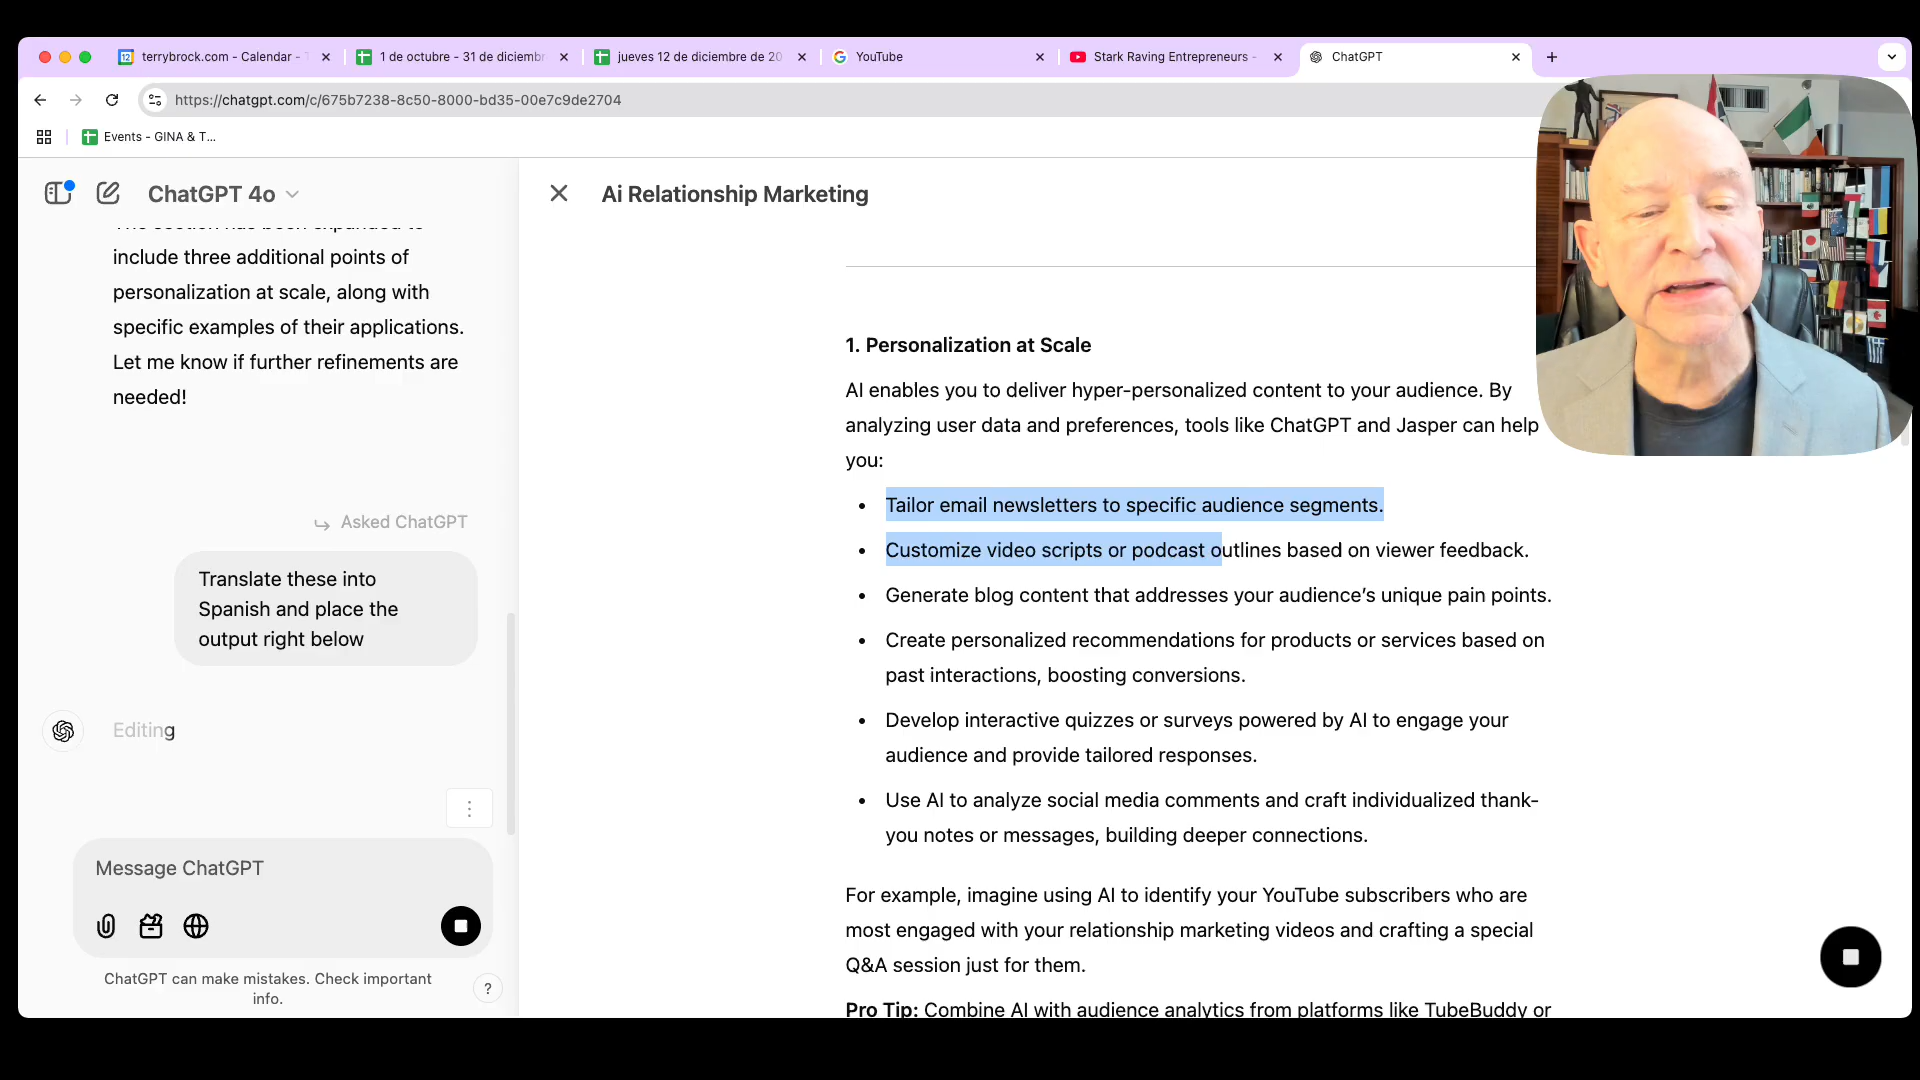 terrybrock.com - Calendar - T
1 de octubre - 31 de diciembr
jueves 12 de diciembre de 20
YouTube
Stark Raving Entrepreneurs -
ChatGPT
https://chatgpt.com/c/675b7238-8c50-8000-bd35-00e7c9de2704
Events - GINA & T...
ChatGPT 4o
The section has been expanded to
include three additional points of
personalization at scale, along with
specific examples of their applications.
Let me know if further refinements are
needed!
Asked ChatGPT
Translate these into
Spanish and place the
output right below
Editing
Message ChatGPT
ChatGPT can make mistakes. Check important
info.
?
Ai Relationship Marketing
1. Personalization at Scale
AI enables you to deliver hyper-personalized content to your audience. By
analyzing user data and preferences, tools like ChatGPT and Jasper can help
you:
• Tailor email newsletters to specific audience segments.
• Customize video scripts or podcast outlines based on viewer feedback.
• Generate blog content that addresses your audience’s unique pain points.
• Create personalized recommendations for products or services based on
past interactions, boosting conversions.
• Develop interactive quizzes or surveys powered by AI to engage your
audience and provide tailored responses.
• Use AI to analyze social media comments and craft individualized thank-
you notes or messages, building deeper connections.
For example, imagine using AI to identify your YouTube subscribers who are
most engaged with your relationship marketing videos and crafting a special
Q&A session just for them.
Pro Tip: Combine AI with audience analytics from platforms like TubeBuddy or